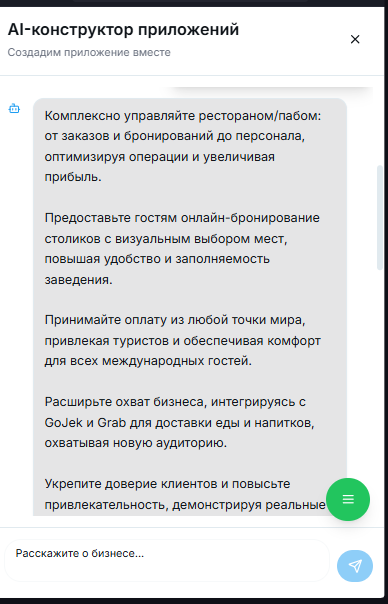 AI-конструктор приложений
Создадим приложение вместе
Комплексно управляйте рестораном/пабом:
от заказов и бронирований до персонала,
оптимизируя операции и увеличивая
прибыль.
Предоставьте гостям онлайн-бронирование
столиков с визуальным выбором мест,
повышая удобство и заполняемость
заведения.
Принимайте оплату из любой точки мира,
привлекая туристов и обеспечивая комфорт
для всех международных гостей.
Расширьте охват бизнеса, интегрируясь с
GoJek и Grab для доставки еды и напитков,
охватывая новую аудиторию.
Укрепите доверие клиентов и повысьте
привлекательность, демонстрируя реальные
Расскажите о бизнесе...